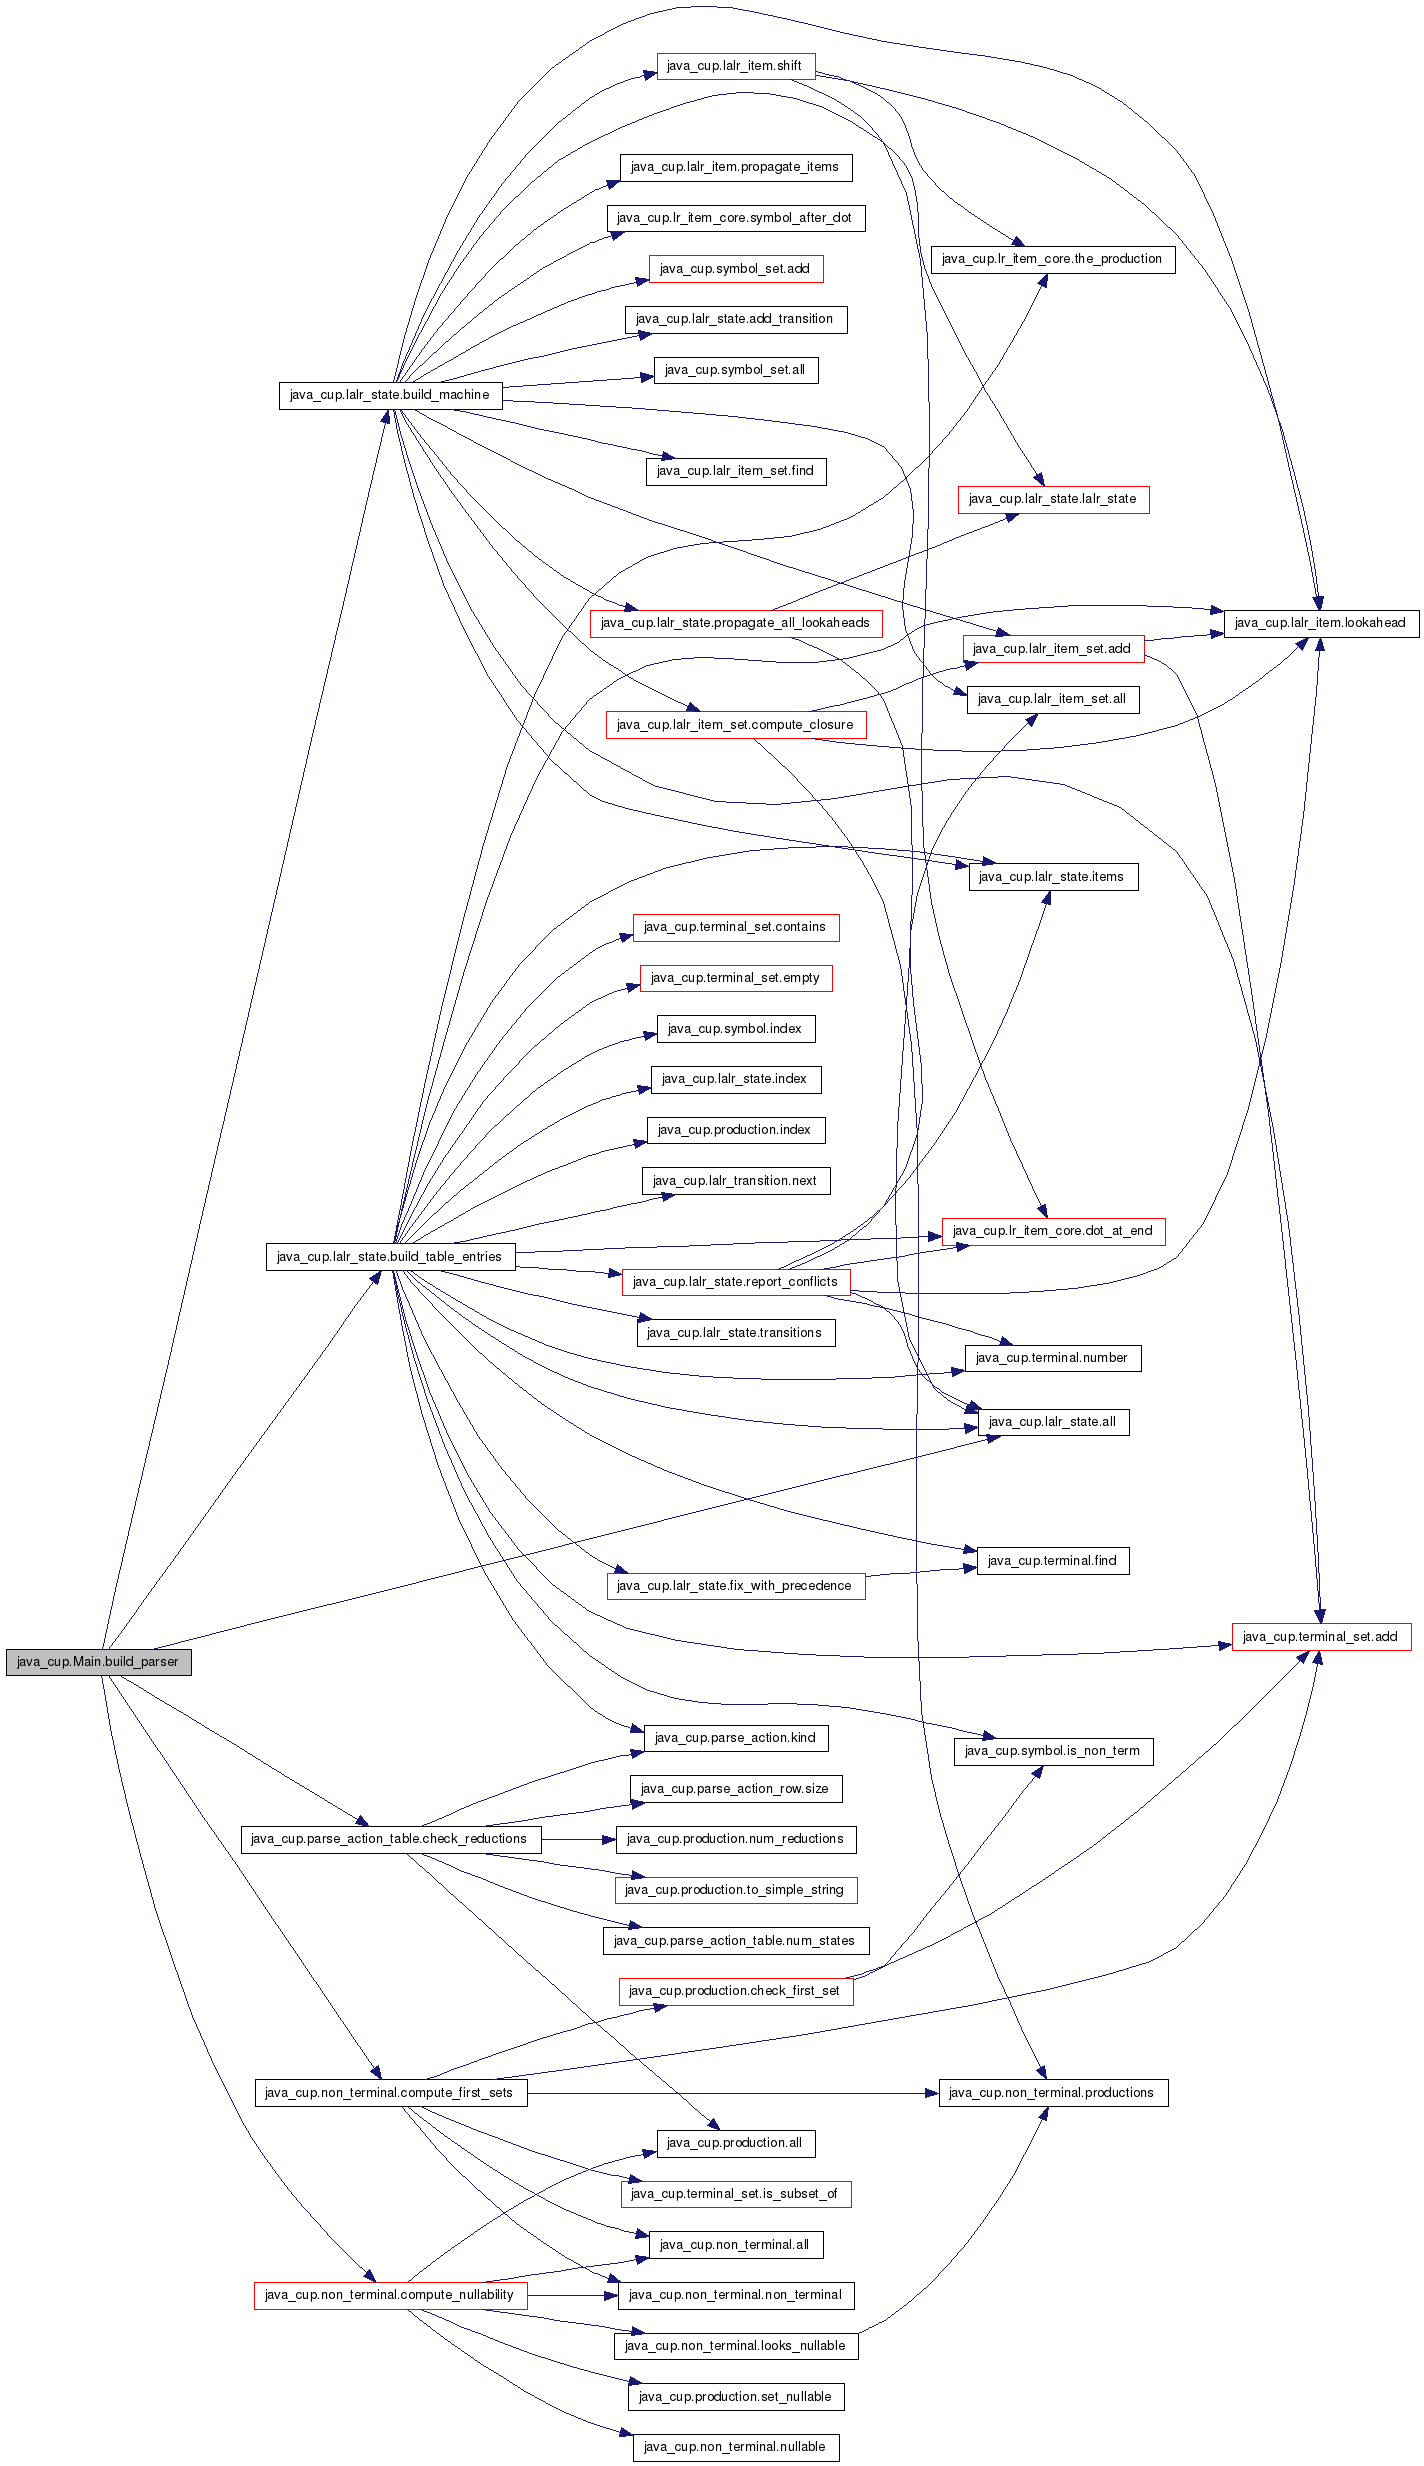 java_cup.lalr_item.shift
java_cup.lalr_item.propagate_items
java_cup.lr_item_core.symbol_after_dot
java_cup.lr_item_core.the_production
java_cup.symbol_set.add
java_cup.lalr_state.add_transition
java_cup.symbol_set.all
java_cup.lalr_state.build_machine
java_cup.lalr_item_set.find
java_cup.lalr_state.lalr_state
java_cup.lalr_state.propagate_all_lookaheads
java_cup.lalr_item.lookahead
java_cup.lalr_item_set.add
java_cup.lalr_item_set.all
java_cup.lalr_item_set.compute_closure
java_cup.lalr_state.items
java_cup.terminal_set.contains
java_cup.terminal_set.empty
java_cup.symbol.index
java_cup.lalr_state.index
java_cup.production.index
java_cup.lalr_transition.next
java_cup.lr_item_core.dot_at_end
java_cup.lalr_state.build_table_entries
java_cup.lalr_state.report_conflicts
java_cup.lalr_state.transitions
java_cup.terminal.number
java_cup.lalr_state.all
java_cup.terminal.find
java_cup.lalr_state.fix_with_precedence
java_cup.terminal_set.add
java_cup.Main.build_parser
java_cup.parse_action.kind
java_cup.symbol.is_non_term
java_cup.parse_action_row.size
java_cup.parse_action_table.check_reductions
java_cup.production.num_reductions
java_cup.production.to_simple_string
java_cup.parse_action_table.num_states
java_cup.production.check_first_set
java_cup.non_terminal.compute_first_sets
java_cup.non_terminal.productions
java_cup.production.all
java_cup.terminal_set.is_subset_of
java_cup.non_terminal.all
java_cup.non_terminal.compute_nullability
java_cup.non_terminal.non_terminal
java_cup.non_terminal.looks_nullable
java_cup.production.set_nullable
java_cup.non_terminal.nullable